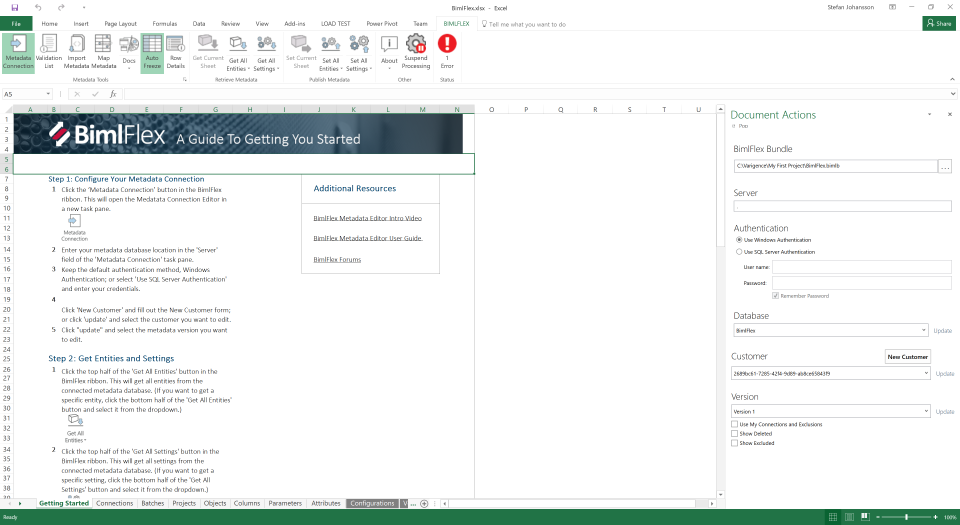 BimlFlex.xlsx - Excel
Stefan Johansson
File Home Insert Page Layout Formulas Data Review View Add-ins LOAD TEST Power Pivot Team BIMLFLEX Tell me what you want to do
Share
Metadata Connection
Validation List
Import Metadata
Map Metadata
Docs
Auto Freeze
Row Details
Get Current Sheet
Get All Entities
Get All Settings
Set Current Sheet
Set All Entities
Set All Settings
About
Suspend Processing
1 Error
Metadata Tools
Retrieve Metadata
Publish Metadata
Other
Status
A5
fx
A B C D E F G H I J K L M N O P Q R S T U
BimlFlex A Guide To Getting You Started
Step 1: Configure Your Metadata Connection
1 Click the 'Metadata Connection' button in the BimlFlex
ribbon. This will open the Medatata Connection Editor in
a new task pane.
Metadata
Connection
2 Enter your metadata database location in the 'Server'
field of the 'Metadata Connection' task pane.
3 Keep the default authentication method, Windows
Authentication; or select 'Use SQL Server Authentication'
and enter your credentials.
4
Click 'New Customer' and fill out the New Customer form;
or click 'update' and select the customer you want to edit.
5 Click "update" and select the metadata version you want
to edit.
Step 2: Get Entities and Settings
1 Click the top half of the 'Get All Entities' button in the
BimlFlex ribbon. This will get all entities from the
connected metadata database. (If you want to get a
specific entity, click the bottom half of the 'Get All Entities'
button and select it from the dropdown.)
Get All
Entities
2 Click the top half of the 'Get All Settings' button in the
BimlFlex ribbon. This will get all settings from the
connected metadata database. (If you want to get a
specific setting, click the bottom half of the 'Get All
Settings' button and select it from the dropdown.)
Additional Resources
BimlFlex Metadata Editor Intro Video
BimlFlex Metadata Editor User Guide
BimlFlex Forums
Document Actions
BimlFlex Bundle
C:\Varigence\My First Project\BimlFlex.bimlb
...
Server
.
Authentication
Use Windows Authentication
Use SQL Server Authentication
User name:
Password:
Remember Password
Database
BimlFlex
Update
Customer
New Customer
Update
Version
Version 1
Update
Use My Connections and Exclusions
Show Deleted
Show Excluded
Getting Started Connections Batches Projects Objects Columns Parameters Attributes Configurations V ...
Ready
100%